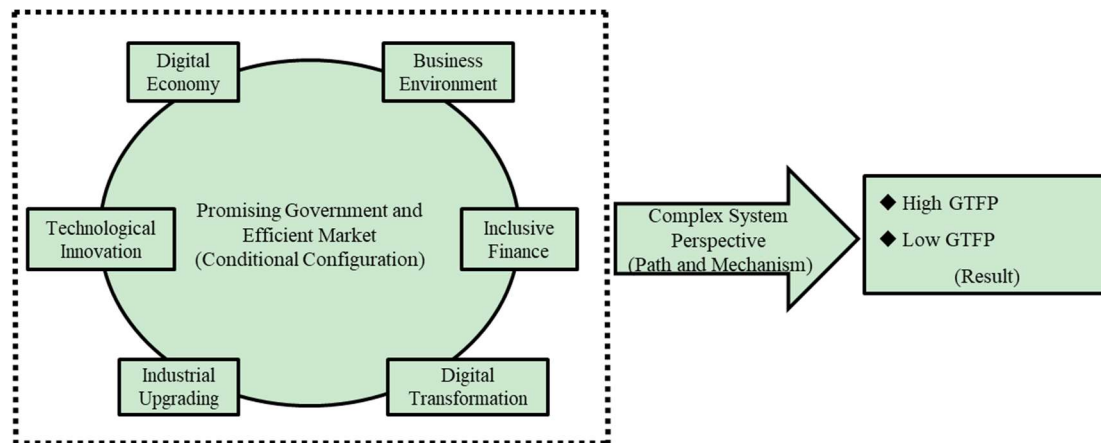 Digital
Economy
Business
Environment
Technological
Innovation
Promising Government and
Efficient Market
(Conditional Configuration)
Inclusive
Finance
Industrial
Upgrading
Digital
Transformation
Complex System
Perspective
(Path and Mechanism)
◆ High GTFP
◆ Low GTFP
(Result)